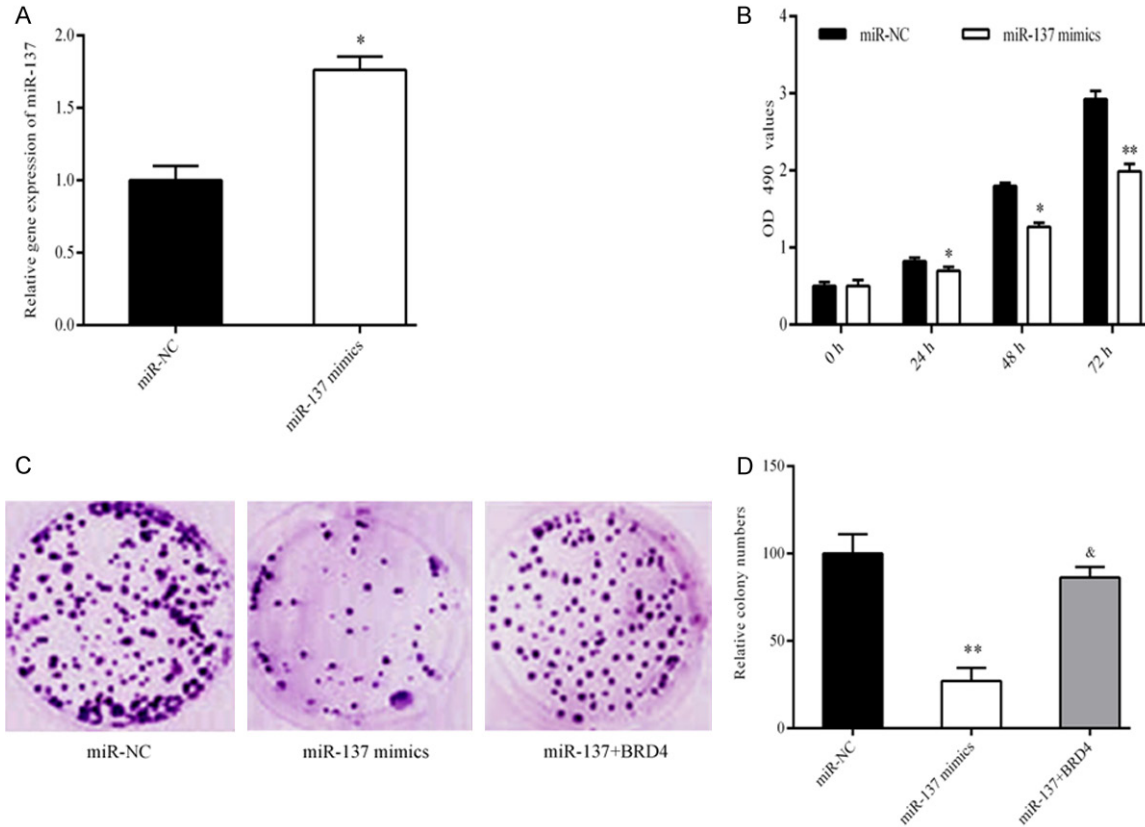 A
Relative gene expression of miR-137
2.0
1.5
1.0
0.5
0.0
*
miR-NC
miR-137 mimics
B
OD 490 values
4
3
2
1
0
miR-NC
miR-137 mimics
*
*
**
0 h
24 h
48 h
72 h
C
miR-NC
miR-137 mimics
miR-137+BRD4
D
Relative colony numbers
150
100
50
0
**
&
miR-NC
miR-137 mimics
miR-137+BRD4